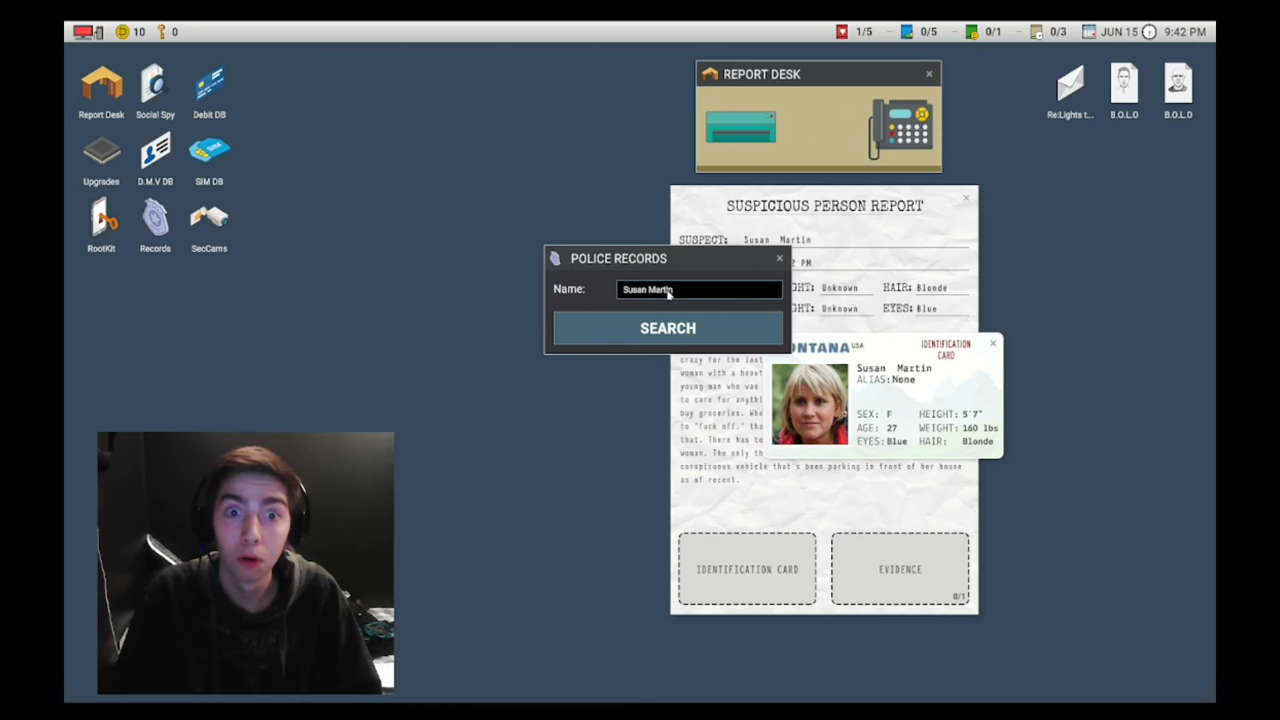 10 0
1/5 – 0/5 – 0/1 – 0/3 JUN 15 9:42 PM
Report Desk
Social Spy
Debit DB
Upgrades
D.M.V DB
SIM DB
RootKit
Records
SecCams
REPORT DESK ×
Re:Lights t...
B.O.L.O
B.O.L.O
SUSPICIOUS PERSON REPORT ×
SUSPECT: Susan Martin
2 PM
GHT: Unknown HAIR: Blonde
GHT: Unknown EYES: Blue
POLICE RECORDS ×
Name: Susan Martin
SEARCH
crazy for the last
woman with a beaut
young man who was
to care for anythi
buy groceries. Whe
to "fuck off." tha
that. There has to
woman. The only th
conspicuous vehicle that's been parking in front of her house
as of recent.
ONTANA USA
IDENTIFICATION
CARD ×
Susan Martin
ALIAS: None
SEX: F HEIGHT: 5'7"
AGE: 27 WEIGHT: 160 lbs
EYES: Blue HAIR: Blonde
IDENTIFICATION CARD
EVIDENCE
0/1